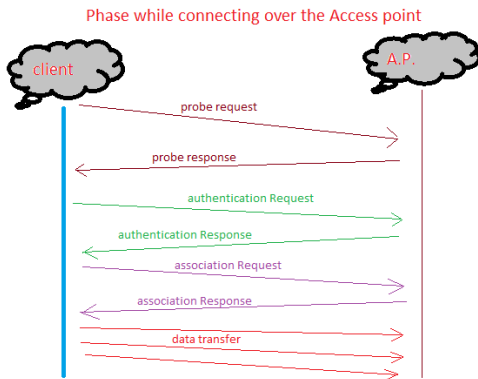 Phase while connecting over the Access point
client
A.P.
probe request
probe response
authentication Request
authentication Response
association Request
association Response
data transfer